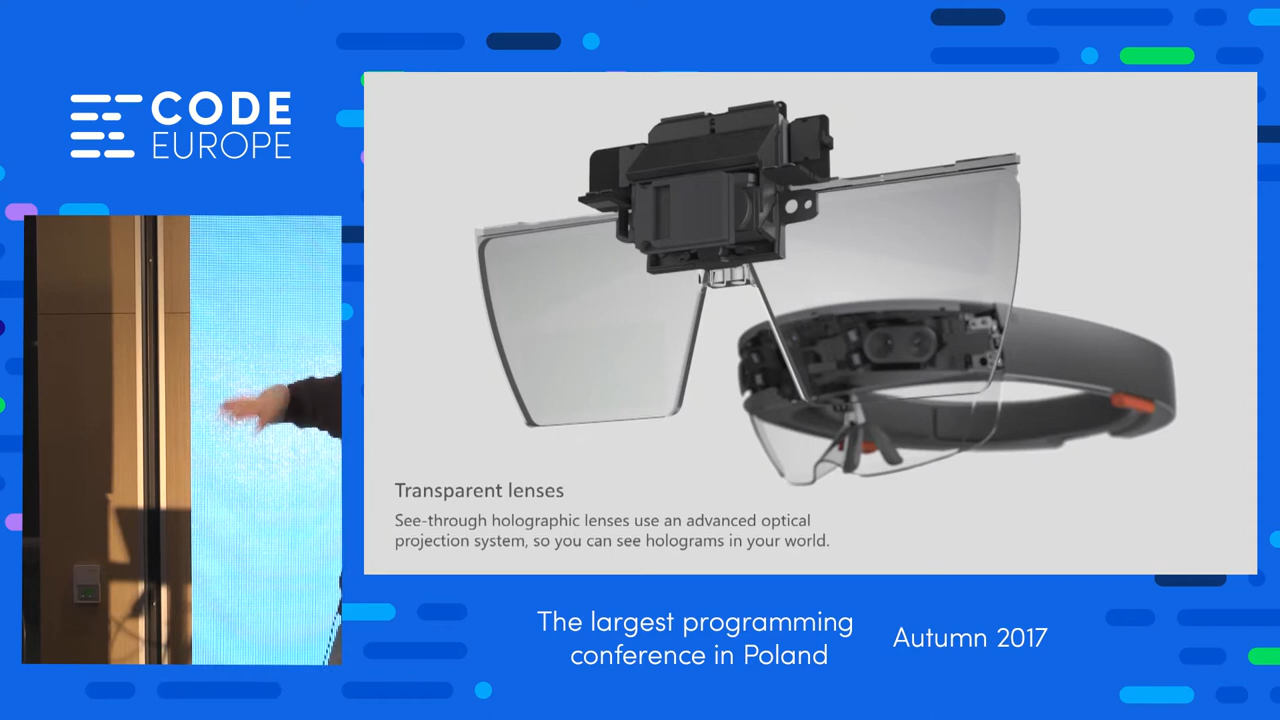 CODE
EUROPE
Transparent lenses
See-through holographic lenses use an advanced optical
projection system, so you can see holograms in your world.
The largest programming
conference in Poland
Autumn 2017